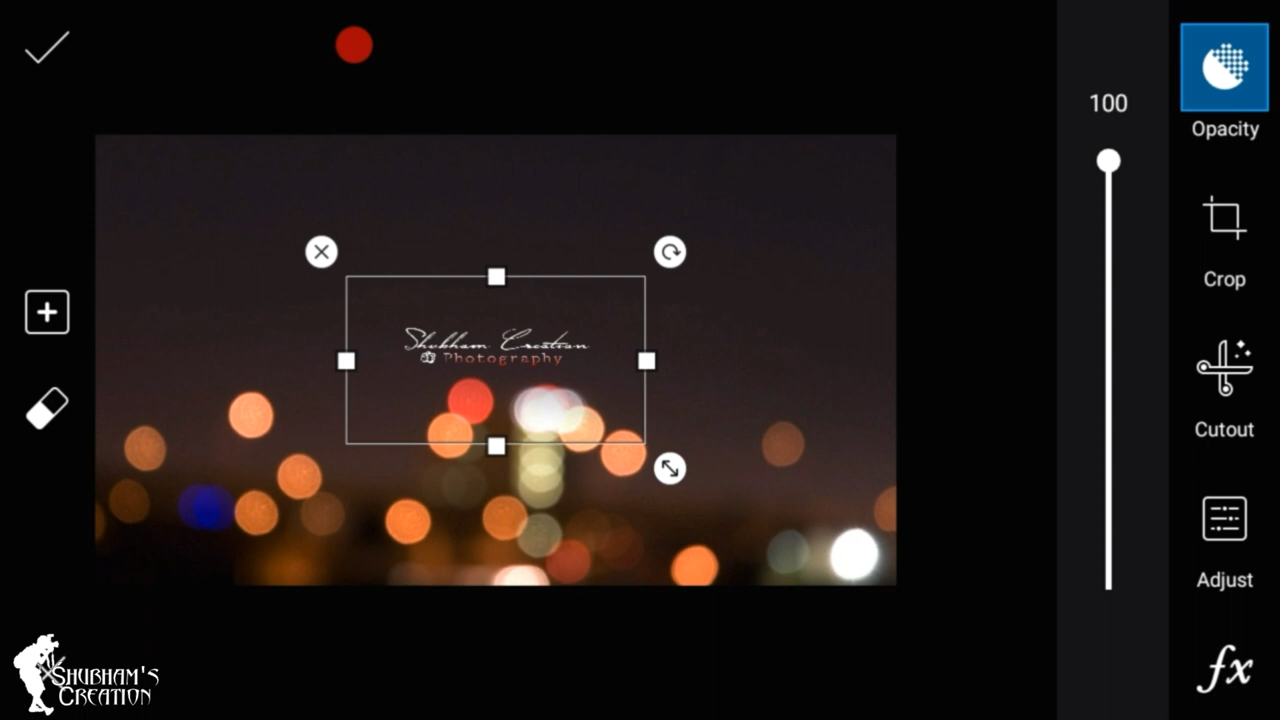 100
Opacity
Crop
Cutout
Adjust
fx
Shubham Creation
Photography
SHUBHAM'S
CREATION